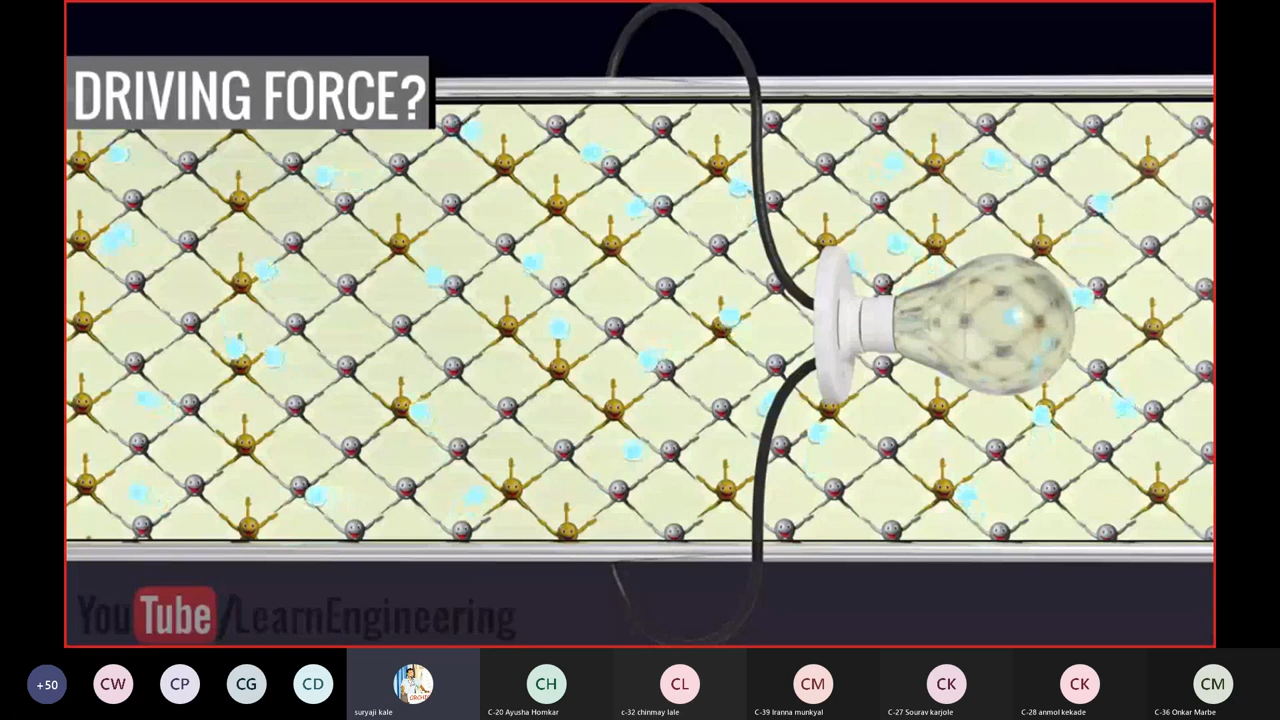 DRIVING FORCE?
YouTube/LearnEngineering
+50
CW
CP
CG
CD
suryaji kale
CH
C-20 Ayusha Homkar
CL
c-32 chinmay lale
CM
C-39 Iranna munkyal
CK
C-27 Sourav karjole
CK
C-28 anmol kekade
CM
C-36 Onkar Marbe